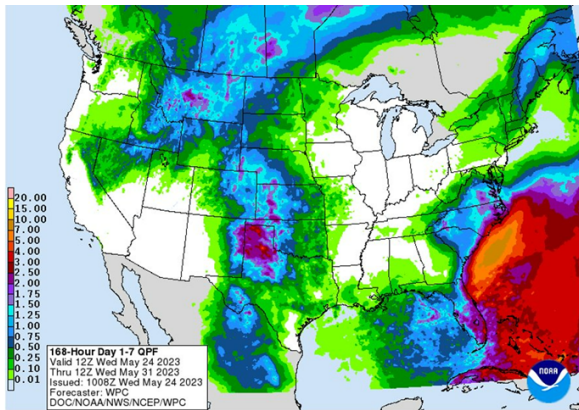 20.00
15.00
10.00
7.00
5.00
4.00
3.00
2.50
2.00
1.75
1.50
1.25
1.00
0.75
0.50
0.25
0.10
0.01
168-Hour Day 1-7 QPF
Valid 12Z Wed May 24 2023
Thru 12Z Wed May 31 2023
Issued: 1008Z Wed May 24 2023
Forecaster: WPC
DOC/NOAA/NWS/NCEP/WPC
NOAA